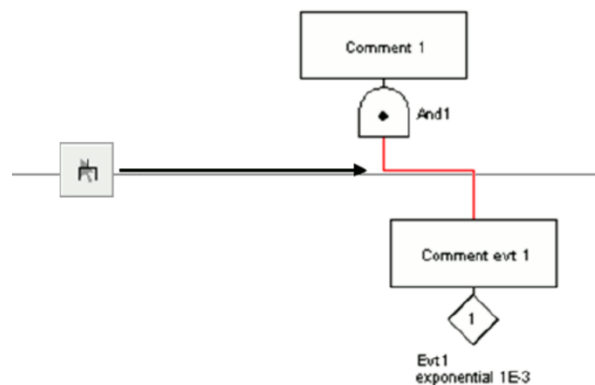 Comment 1
And1
Comment evt 1
1
Evt1
exponential 1E-3